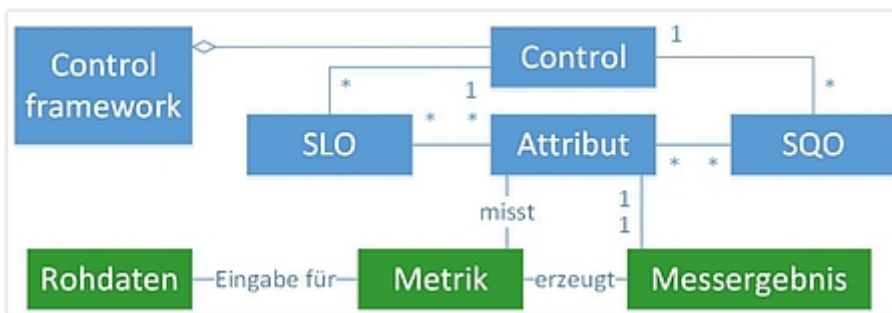 Control
framework
Control
1
*
1
*
SLO
* *
Attribut
* *
SQO
misst
1
1
Rohdaten
Eingabe für
Metrik
erzeugt
Messergebnis